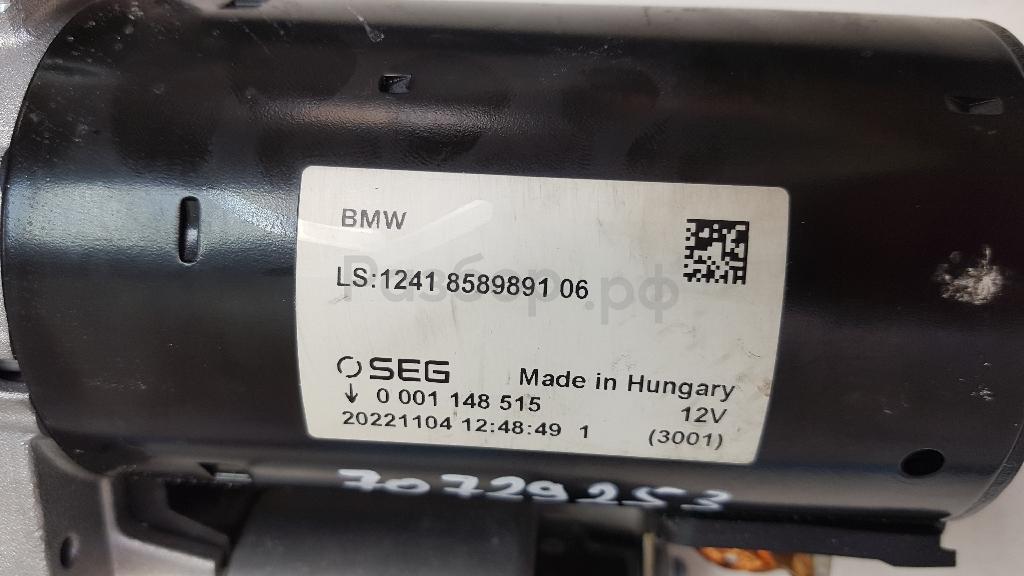 BMW
LS:1241 8589891 06
Разбор.рф
SEG
Made in Hungary
0 001 148 515
12V
20221104 12:48:49 1
(3001)
70729253